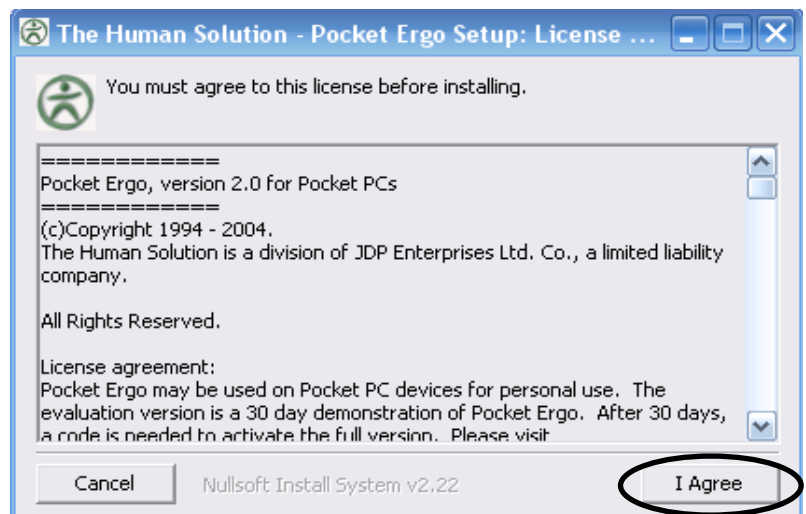 The Human Solution - Pocket Ergo Setup: License ...
You must agree to this license before installing.
============
Pocket Ergo, version 2.0 for Pocket PCs
============
(c)Copyright 1994 - 2004.
The Human Solution is a division of JDP Enterprises Ltd. Co., a limited liability
company.
All Rights Reserved.
License agreement:
Pocket Ergo may be used on Pocket PC devices for personal use.  The
evaluation version is a 30 day demonstration of Pocket Ergo.  After 30 days,
a code is needed to activate the full version.  Please visit
Cancel
Nullsoft Install System v2.22
I Agree